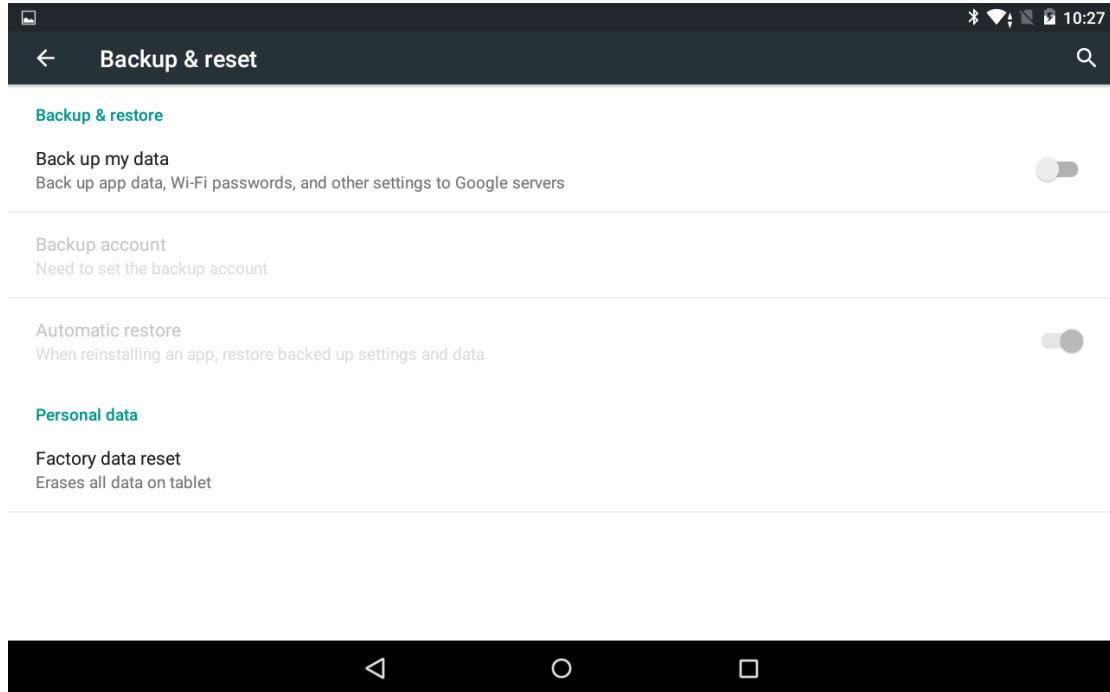 10:27
Backup & reset
Backup & restore
Back up my data
Back up app data, Wi-Fi passwords, and other settings to Google servers
Backup account
Need to set the backup account
Automatic restore
When reinstalling an app, restore backed up settings and data
Personal data
Factory data reset
Erases all data on tablet